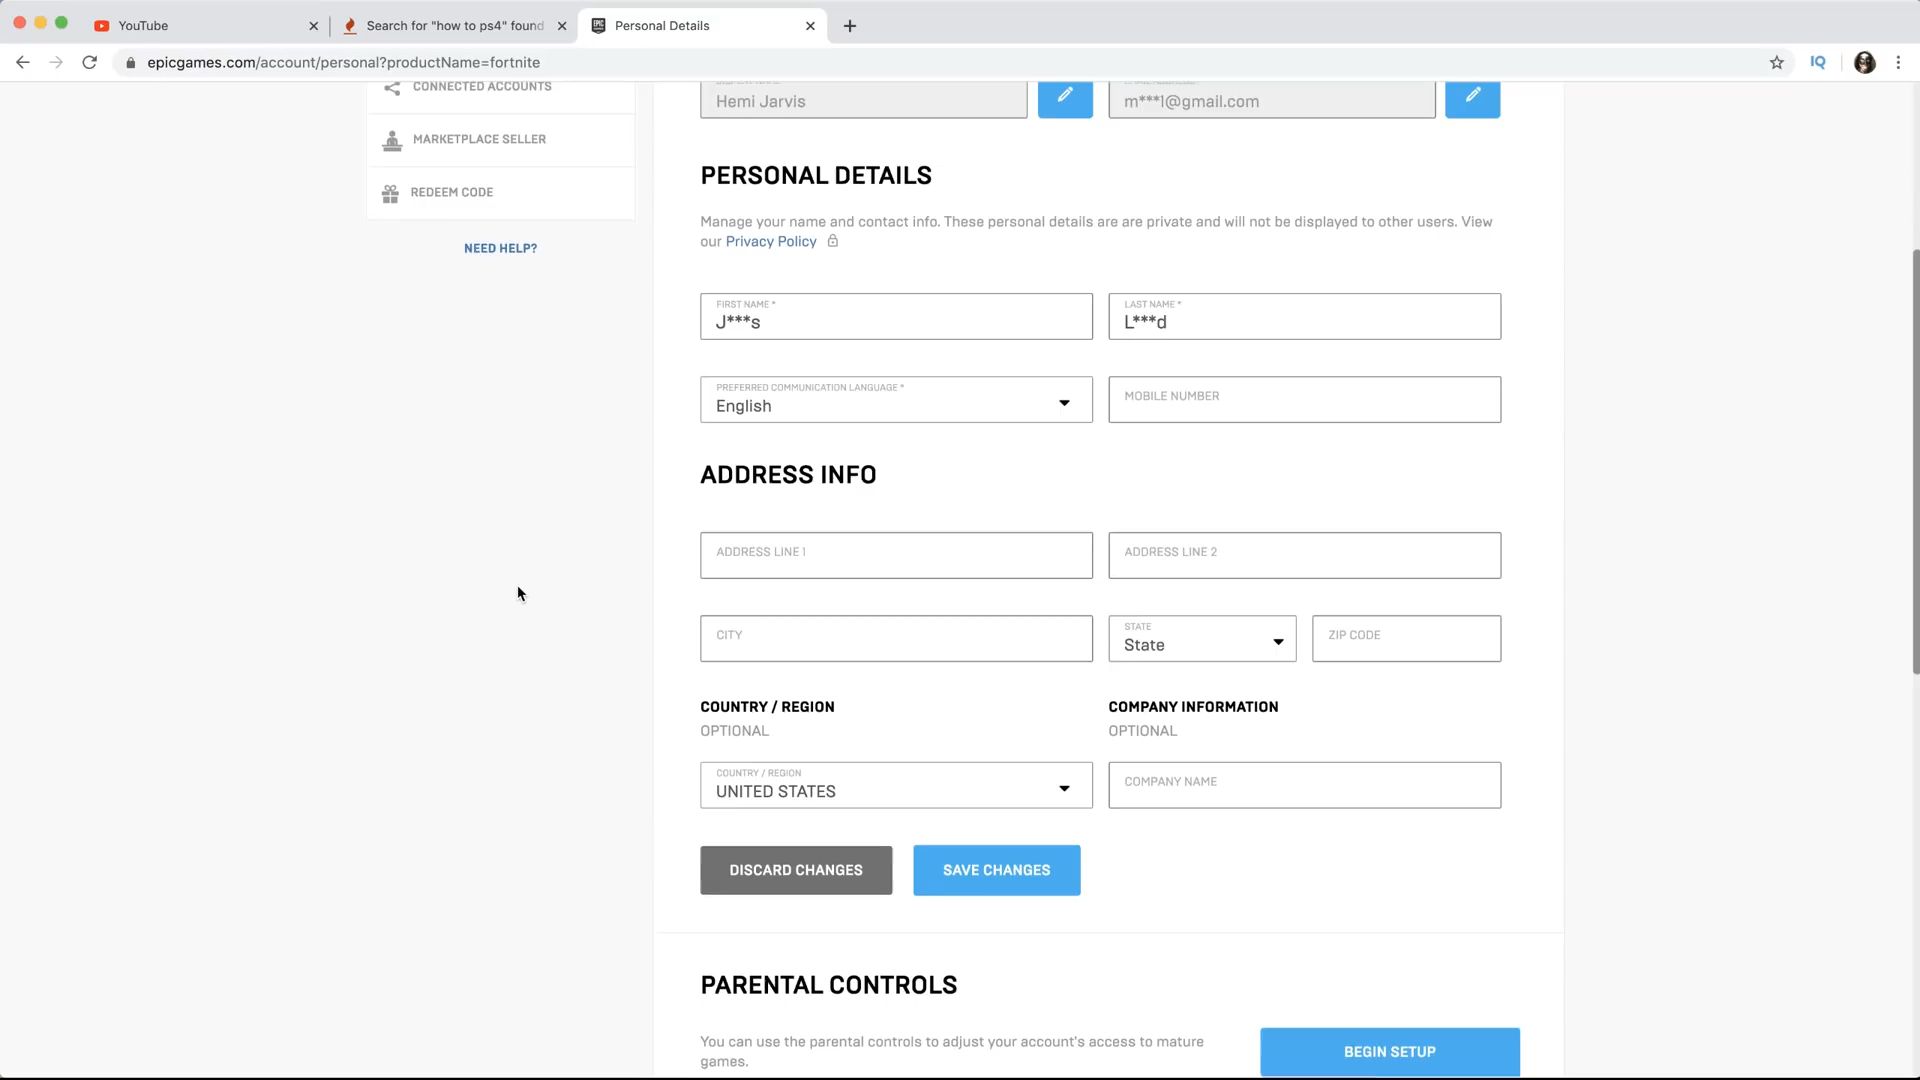 YouTube
Search for "how to ps4" found
Personal Details
epicgames.com/account/personal?productName=fortnite
IQ
CONNECTED ACCOUNTS
Hemi Jarvis
m***1@gmail.com
MARKETPLACE SELLER
REDEEM CODE
NEED HELP?
PERSONAL DETAILS
Manage your name and contact info. These personal details are are private and will not be displayed to other users. View
our Privacy Policy
FIRST NAME *
J***s
LAST NAME *
L***d
PREFERRED COMMUNICATION LANGUAGE *
English
MOBILE NUMBER
ADDRESS INFO
ADDRESS LINE 1
ADDRESS LINE 2
CITY
STATE
State
ZIP CODE
COUNTRY / REGION
OPTIONAL
COMPANY INFORMATION
OPTIONAL
COUNTRY / REGION
UNITED STATES
COMPANY NAME
DISCARD CHANGES
SAVE CHANGES
PARENTAL CONTROLS
You can use the parental controls to adjust your account's access to mature
games.
BEGIN SETUP